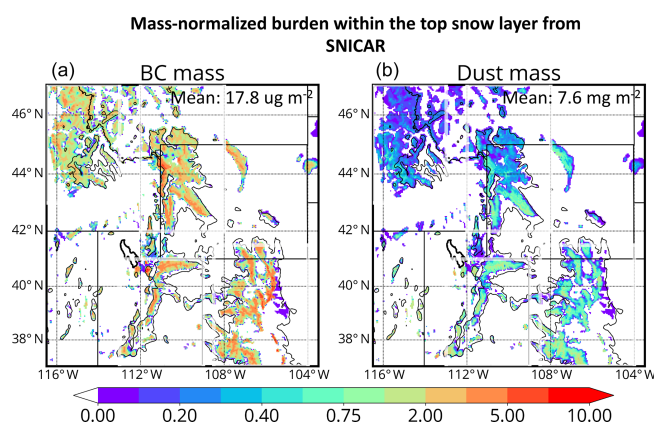 Mass-normalized burden within the top snow layer from
SNICAR
(a) BC mass
Mean: 17.8 ug m-2
(b) Dust mass
Mean: 7.6 mg m-2
46° N
44° N
42° N
40° N
38° N
116°W 112°W 108°W 104°W
46° N
44° N
42° N
40° N
38° N
116°W 112°W 108°W 104°W
0.00 0.20 0.40 0.75 2.00 5.00 10.00